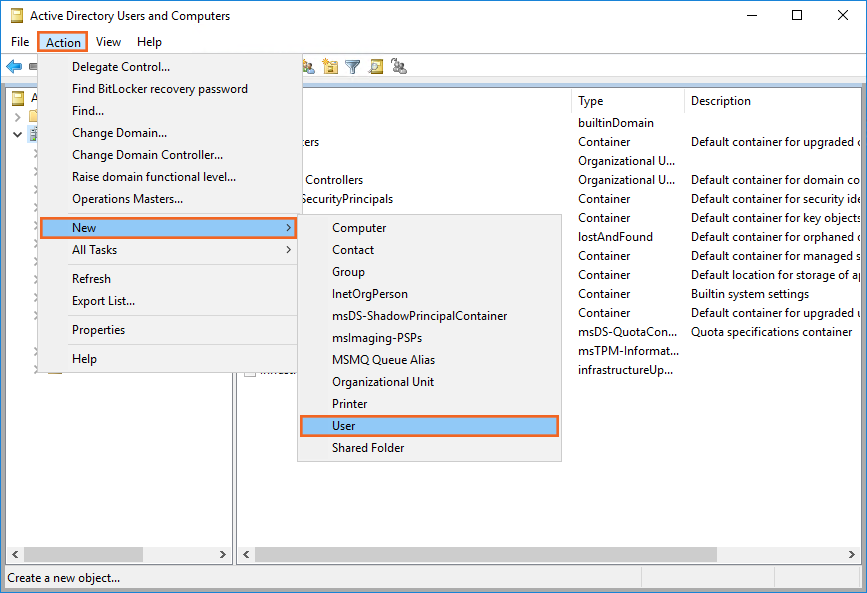 Active Directory Users and Computers
File Action View Help
Delegate Control...
Find BitLocker recovery password
Find...
Change Domain...
Change Domain Controller...
Raise domain functional level...
Operations Masters...
New
All Tasks
Refresh
Export List...
Properties
Help
Computer
Contact
Group
InetOrgPerson
msDS-ShadowPrincipalContainer
msImaging-PSPs
MSMQ Queue Alias
Organizational Unit
Printer
User
Shared Folder
Type Description
builtinDomain
Container Default container for upgraded
Organizational U...
Controllers Organizational U... Default container for domain co
SecurityPrincipals Container Default container for security ide
Container Default container for key objects
lostAndFound Default container for orphaned
Container Default container for managed s
Container Default location for storage of ap
Container Builtin system settings
Container Default container for upgraded u
msDS-QuotaCon... Quota specifications container
msTPM-Informat...
infrastructureUp...
Create a new object...